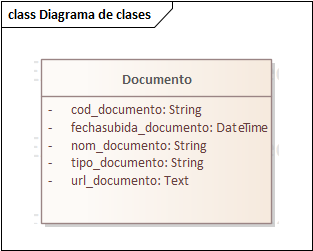 class Diagrama de clases
Documento
- cod_documento: String
- fechasubida_documento: DateTime
- nom_documento: String
- tipo_documento: String
- url_documento: Text